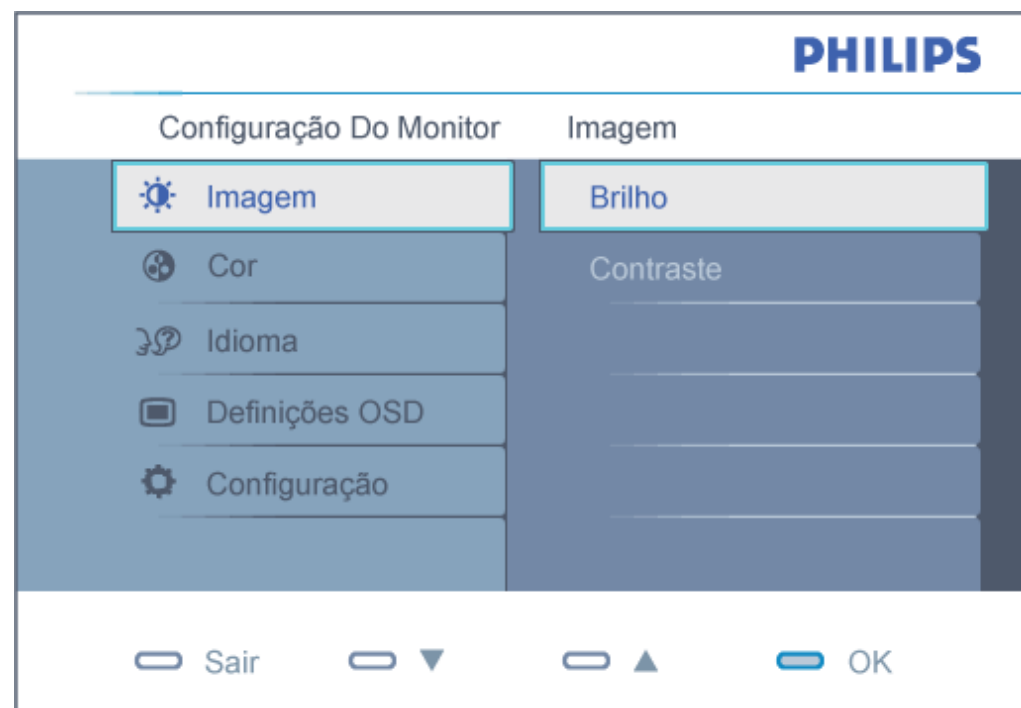 PHILIPS
Configuração Do Monitor Imagem
Imagem Brilho
Cor Contraste
Idioma
Definições OSD
Configuração
Sair ▼ ▲ OK